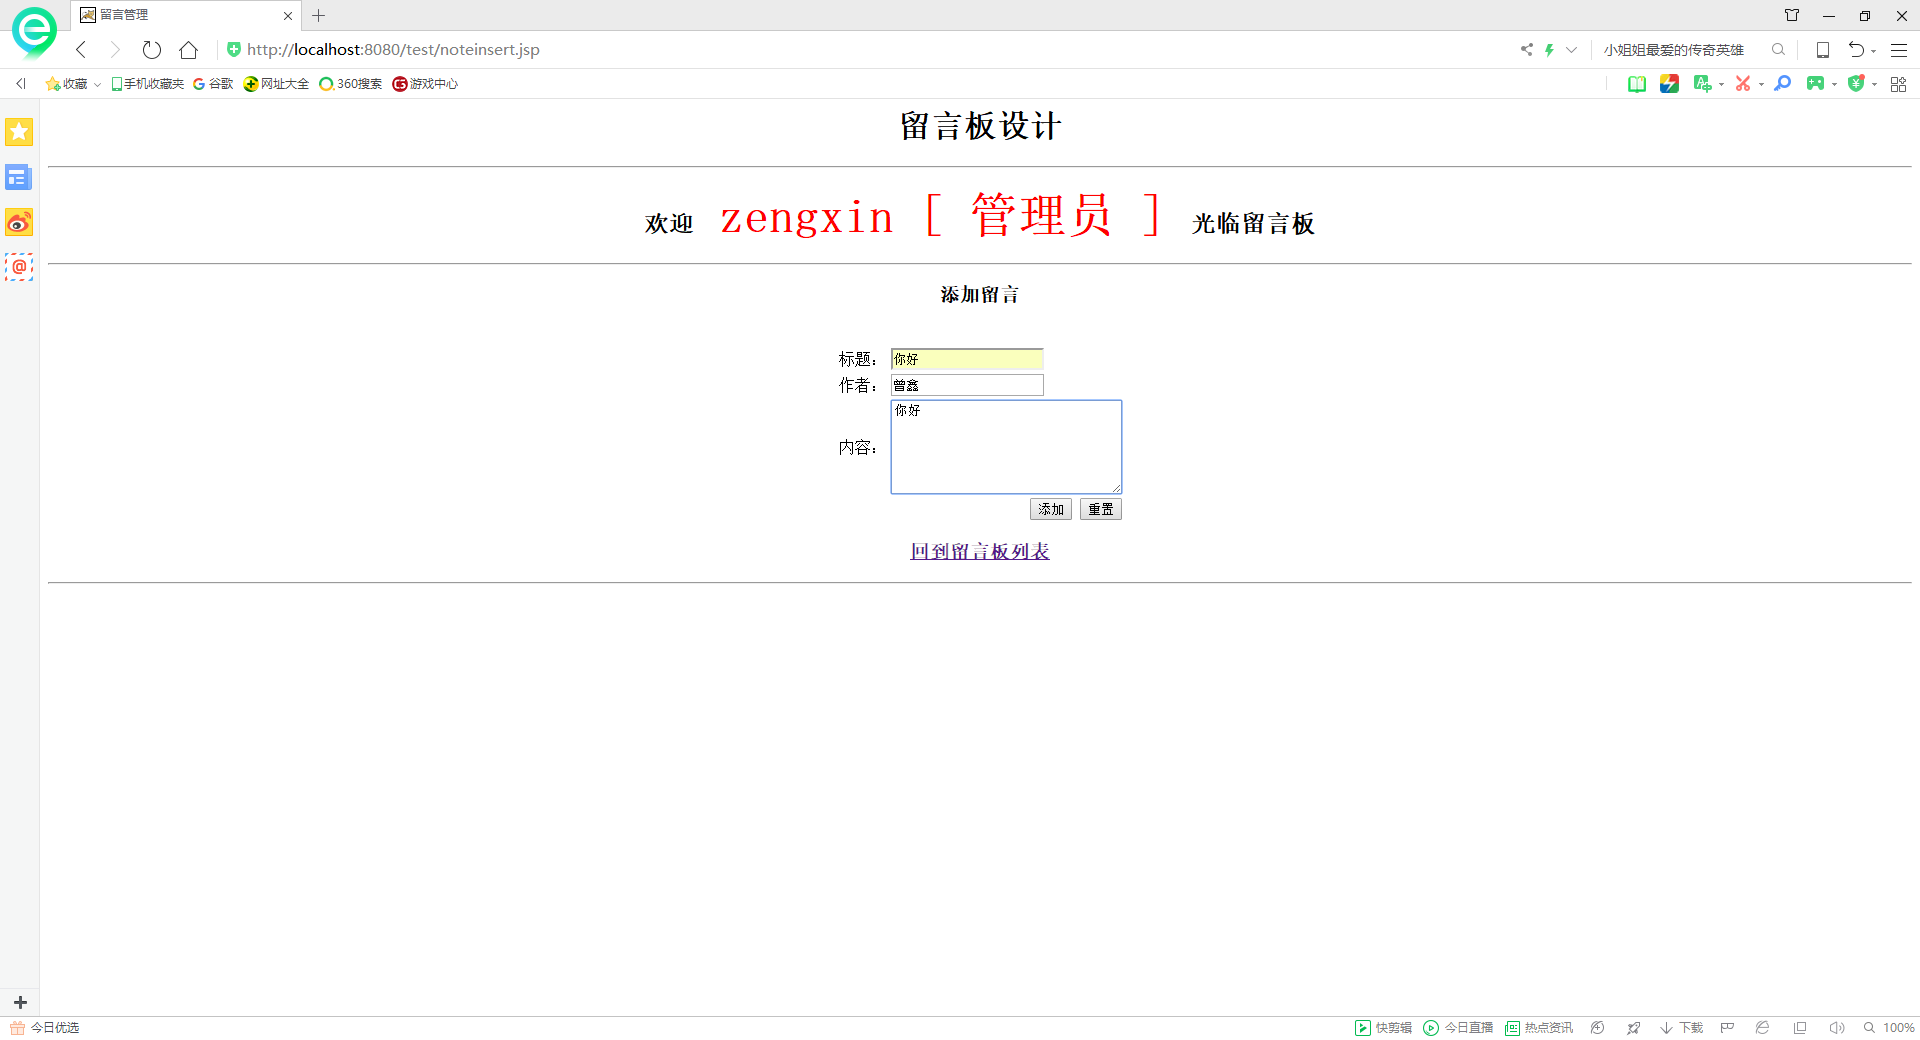 留言管理
http://localhost:8080/test/noteinsert.jsp
小姐姐最爱的传奇英雄
收藏 手机收藏夹 谷歌 网址大全 360搜索 游戏中心
留言板设计
欢迎 zengxin [ 管理员 ] 光临留言板
添加留言
标题： 你好
作者： 曾鑫
内容： 你好
添加 重置
回到留言板列表
今日优选 快剪辑 今日直播 热点资讯 下载 100%